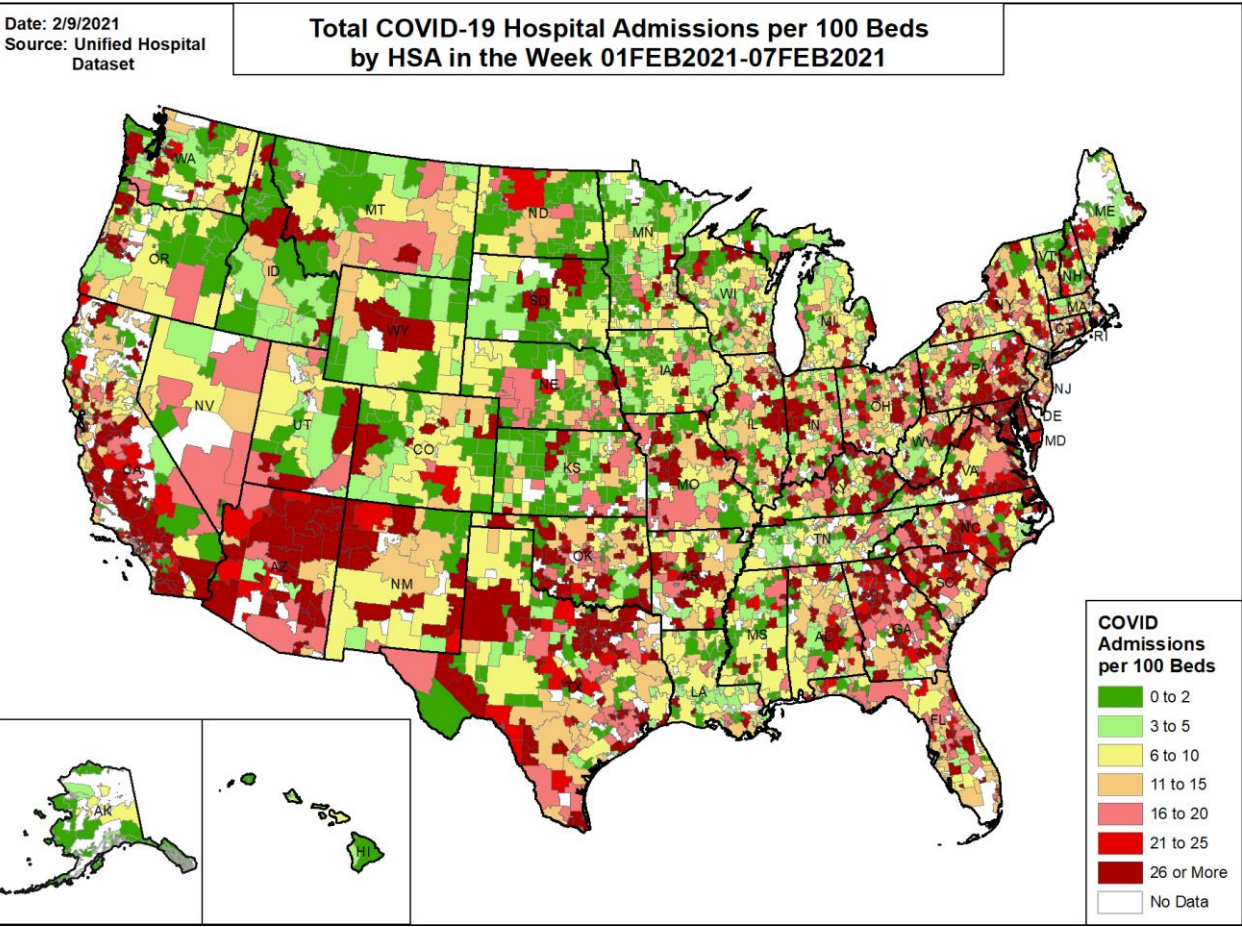 Date: 2/9/2021
Source: Unified Hospital
Dataset
Total COVID-19 Hospital Admissions per 100 Beds
by HSA in the Week 01FEB2021-07FEB2021
WA
MT
ND
MN
ME
OR
ID
SD
WI
MI
VT
NH
NY
MA
CT
RI
WY
IA
NE
PA
NJ
NV
UT
CO
IL
IN
OH
DE
MD
WV
VA
CA
KS
MO
KY
AZ
NM
OK
AR
TN
NC
SC
MS
AL
GA
TX
LA
FL
AK
HI
COVID
Admissions
per 100 Beds
0 to 2
3 to 5
6 to 10
11 to 15
16 to 20
21 to 25
26 or More
No Data